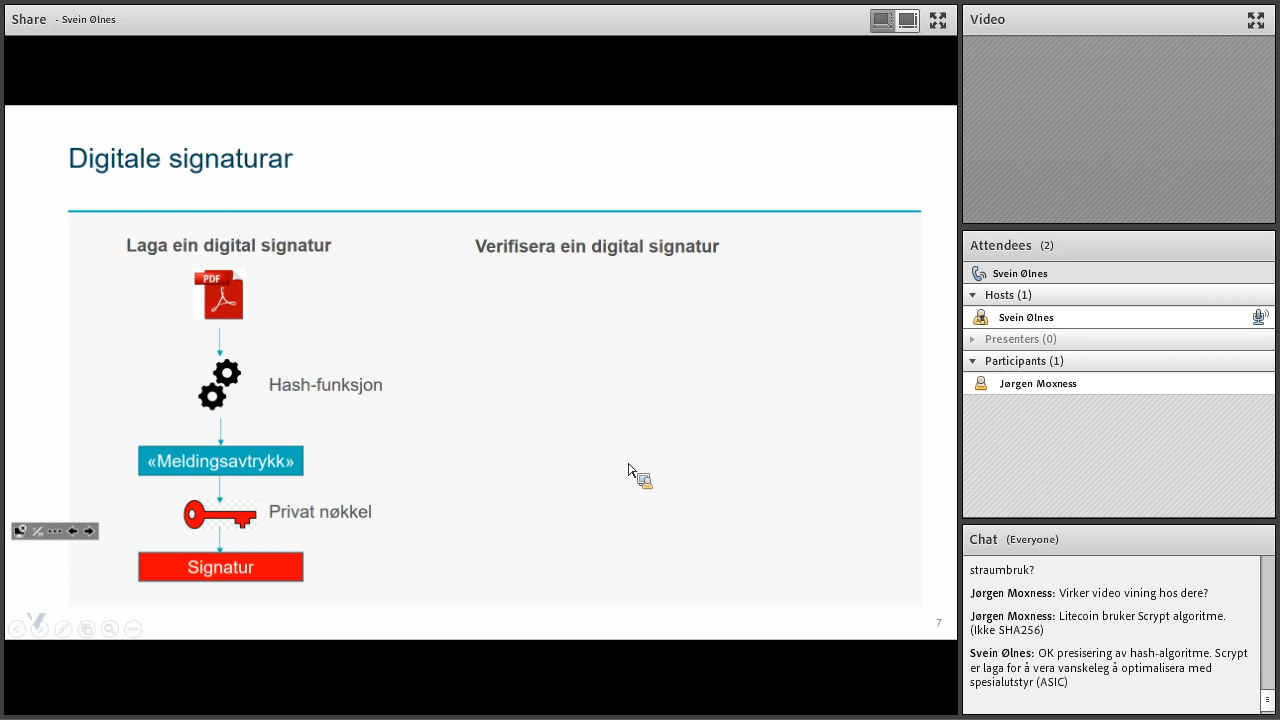 Share - Svein Ølnes
Digitale signaturar
Laga ein digital signatur
Verifisera ein digital signatur
PDF
Hash-funksjon
«Meldingsavtrykk»
Privat nøkkel
Signatur
7
Video
Attendees (2)
Svein Ølnes
Hosts (1)
Svein Ølnes
Presenters (0)
Participants (1)
Jørgen Moxness
Chat (Everyone)
straumbruk?
Jørgen Moxness: Virker video vining hos dere?
Jørgen Moxness: Litecoin bruker Scrypt algoritme.
(Ikke SHA256)
Svein Ølnes: OK presisering av hash-algoritme. Scrypt
er laga for å vera vanskeleg å optimalisera med
spesialutstyr (ASIC)